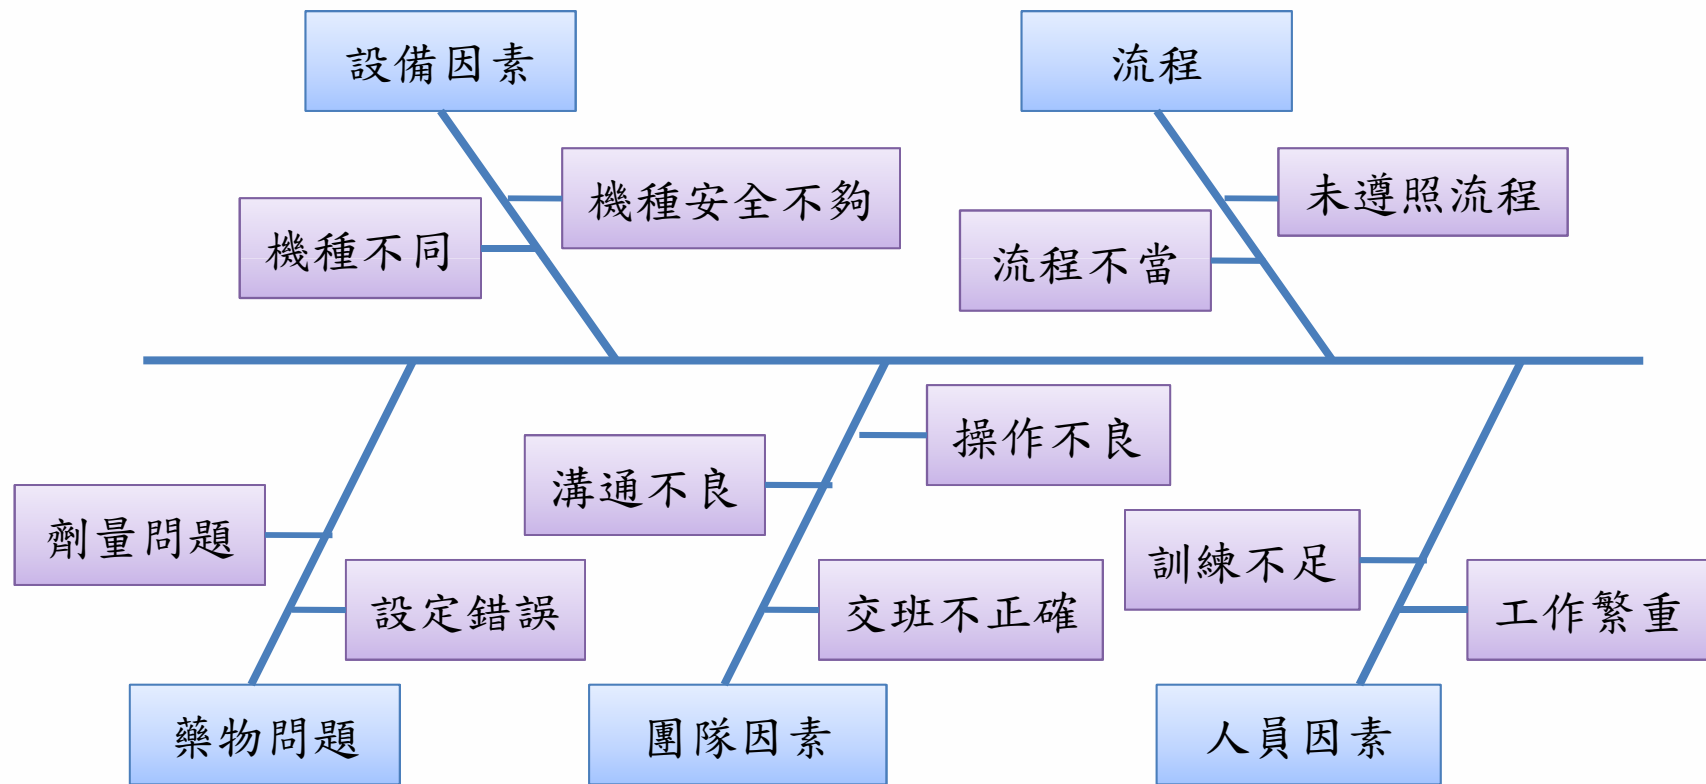 設備因素
流程
機種安全不夠
未遵照流程
機種不同
流程不當
操作不良
溝通不良
劑量問題
訓練不足
設定錯誤
交班不正確
工作繁重
藥物問題
團隊因素
人員因素